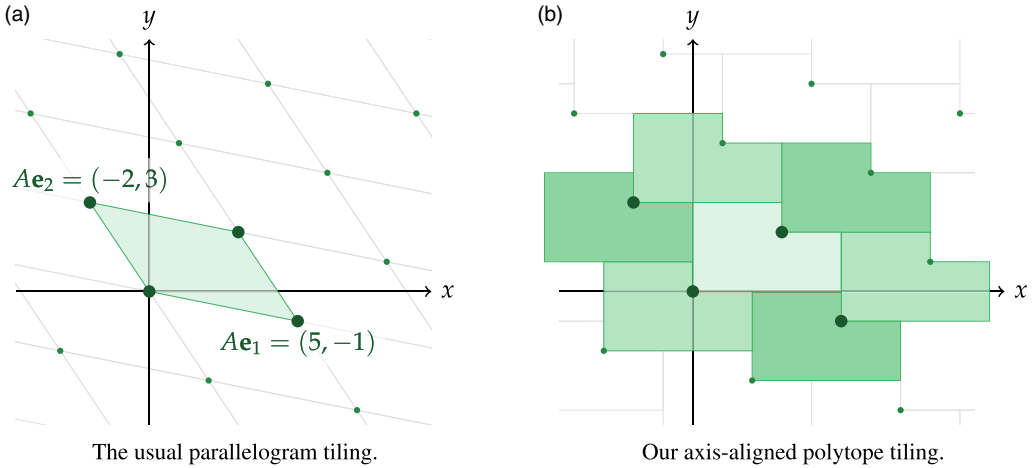 (a)
y
Ae₂ = (−2, 3)
x
Ae₁ = (5, −1)
The usual parallelogram tiling.
(b)
y
x
Our axis-aligned polytope tiling.